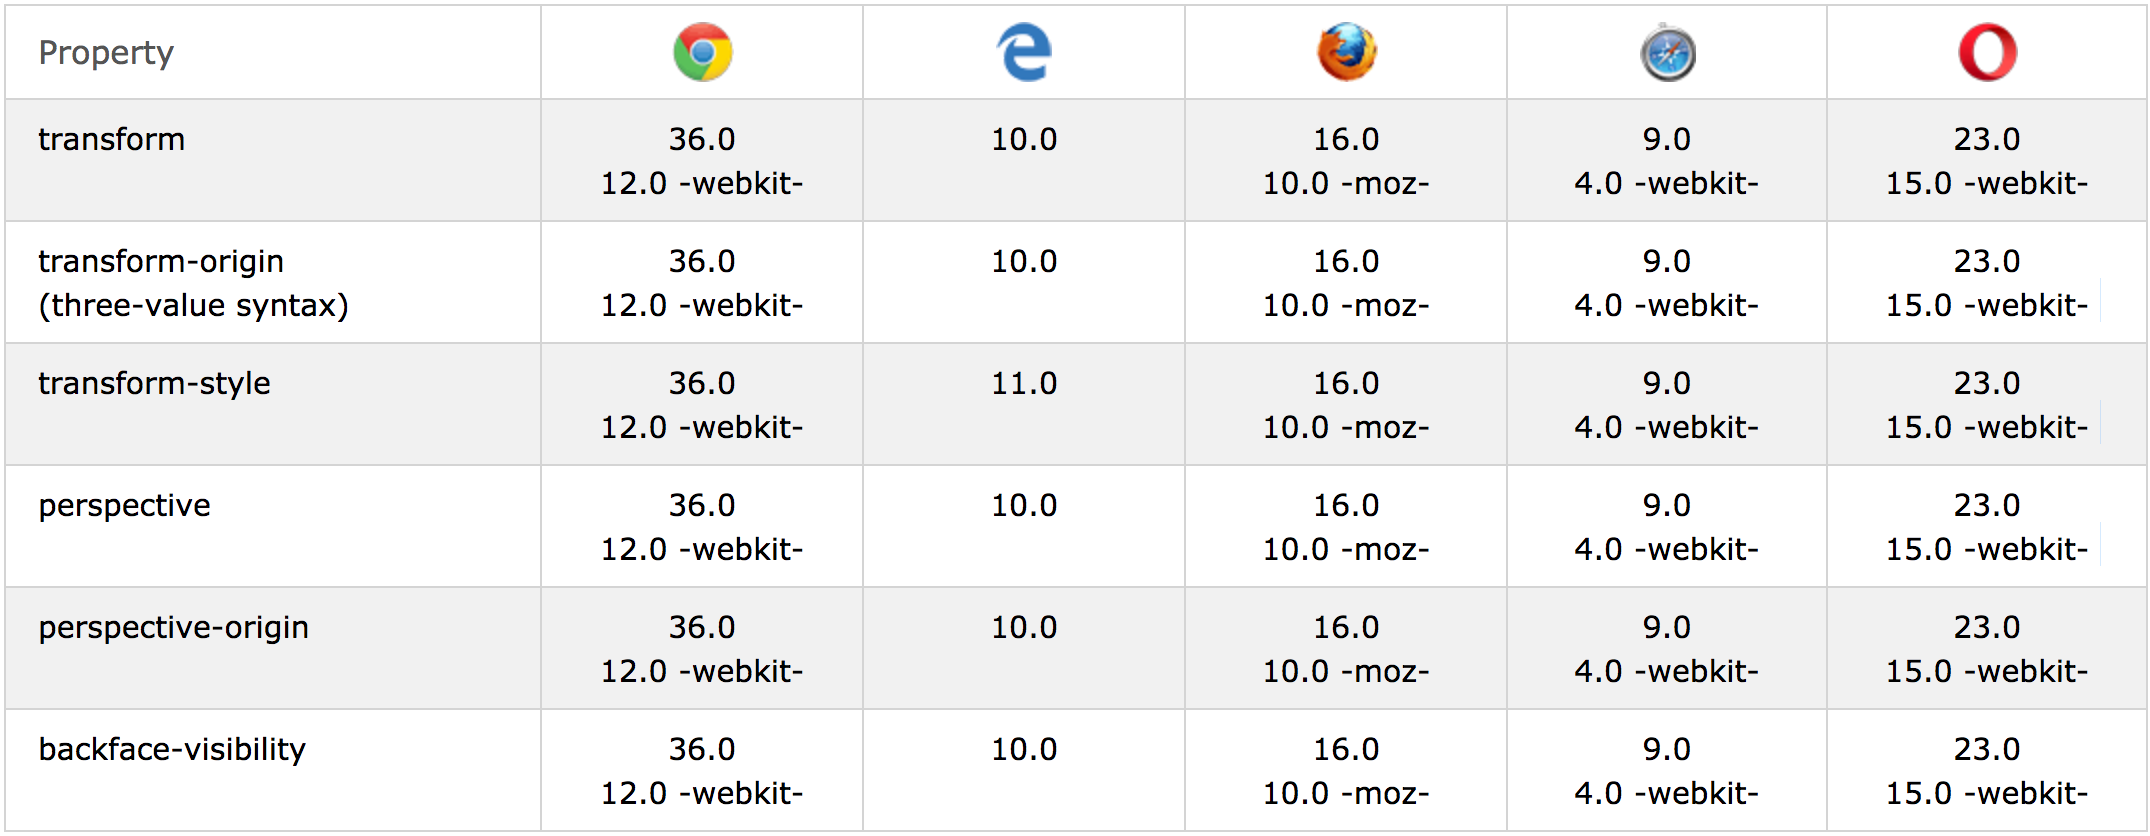 Property
transform 36.0 10.0 16.0 9.0 23.0
12.0 -webkit- 10.0 -moz- 4.0 -webkit- 15.0 -webkit-
transform-origin 36.0 10.0 16.0 9.0 23.0
(three-value syntax) 12.0 -webkit- 10.0 -moz- 4.0 -webkit- 15.0 -webkit-
transform-style 36.0 11.0 16.0 9.0 23.0
12.0 -webkit- 10.0 -moz- 4.0 -webkit- 15.0 -webkit-
perspective 36.0 10.0 16.0 9.0 23.0
12.0 -webkit- 10.0 -moz- 4.0 -webkit- 15.0 -webkit-
perspective-origin 36.0 10.0 16.0 9.0 23.0
12.0 -webkit- 10.0 -moz- 4.0 -webkit- 15.0 -webkit-
backface-visibility 36.0 10.0 16.0 9.0 23.0
12.0 -webkit- 10.0 -moz- 4.0 -webkit- 15.0 -webkit-